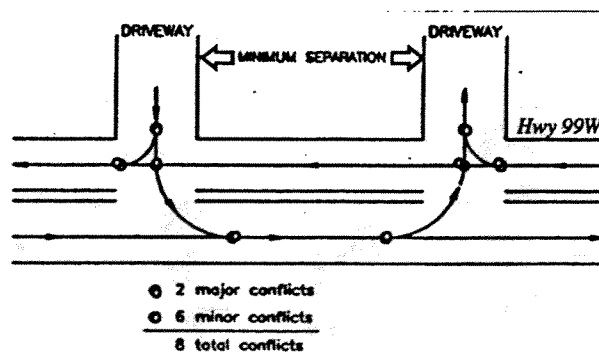 DRIVEWAY
DRIVEWAY
MINIMUM SEPARATION
Hwy 99W
2 major conflicts
6 minor conflicts
8 total conflicts